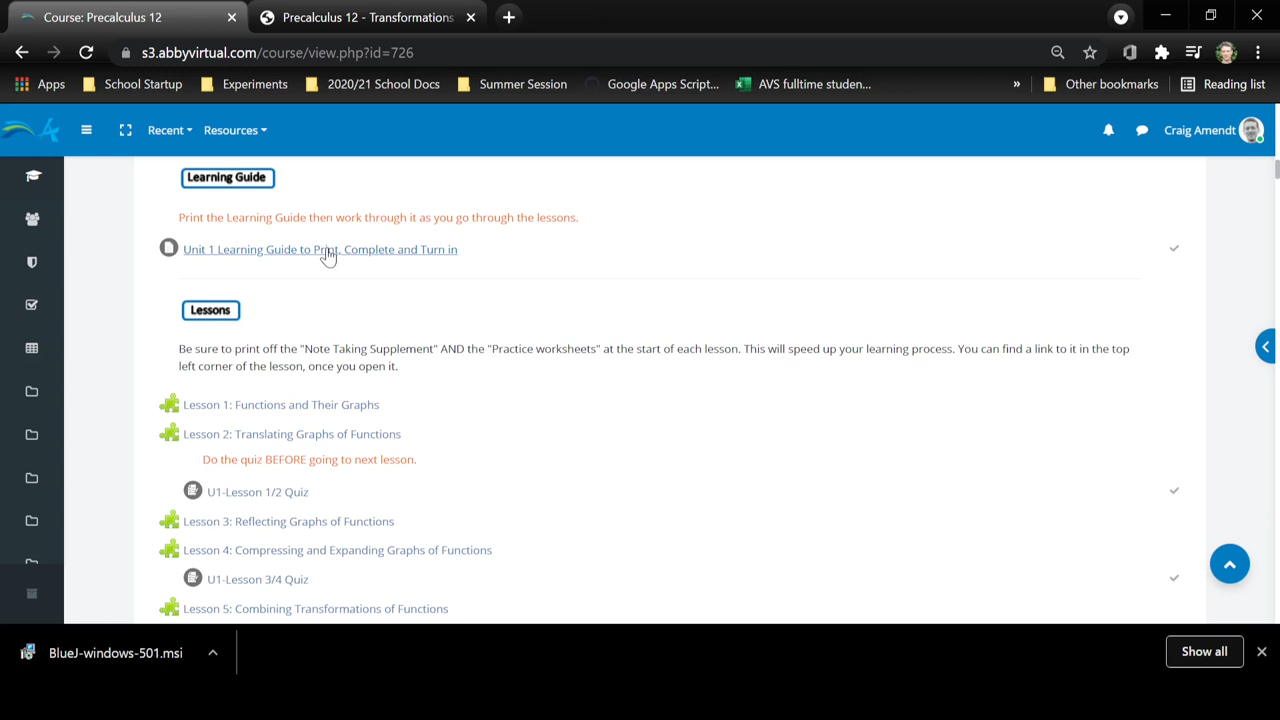 Course: Precalculus 12
Precalculus 12 - Transformations
s3.abbyvirtual.com/course/view.php?id=726
Apps School Startup Experiments 2020/21 School Docs Summer Session Google Apps Script... AVS fulltime studen... » Other bookmarks Reading list
Recent Resources Craig Amendt
Learning Guide
Print the Learning Guide then work through it as you go through the lessons.
Unit 1 Learning Guide to Print, Complete and Turn in
Lessons
Be sure to print off the "Note Taking Supplement" AND the "Practice worksheets" at the start of each lesson. This will speed up your learning process. You can find a link to it in the top
left corner of the lesson, once you open it.
Lesson 1: Functions and Their Graphs
Lesson 2: Translating Graphs of Functions
Do the quiz BEFORE going to next lesson.
U1-Lesson 1/2 Quiz
Lesson 3: Reflecting Graphs of Functions
Lesson 4: Compressing and Expanding Graphs of Functions
U1-Lesson 3/4 Quiz
Lesson 5: Combining Transformations of Functions
BlueJ-windows-501.msi
Show all